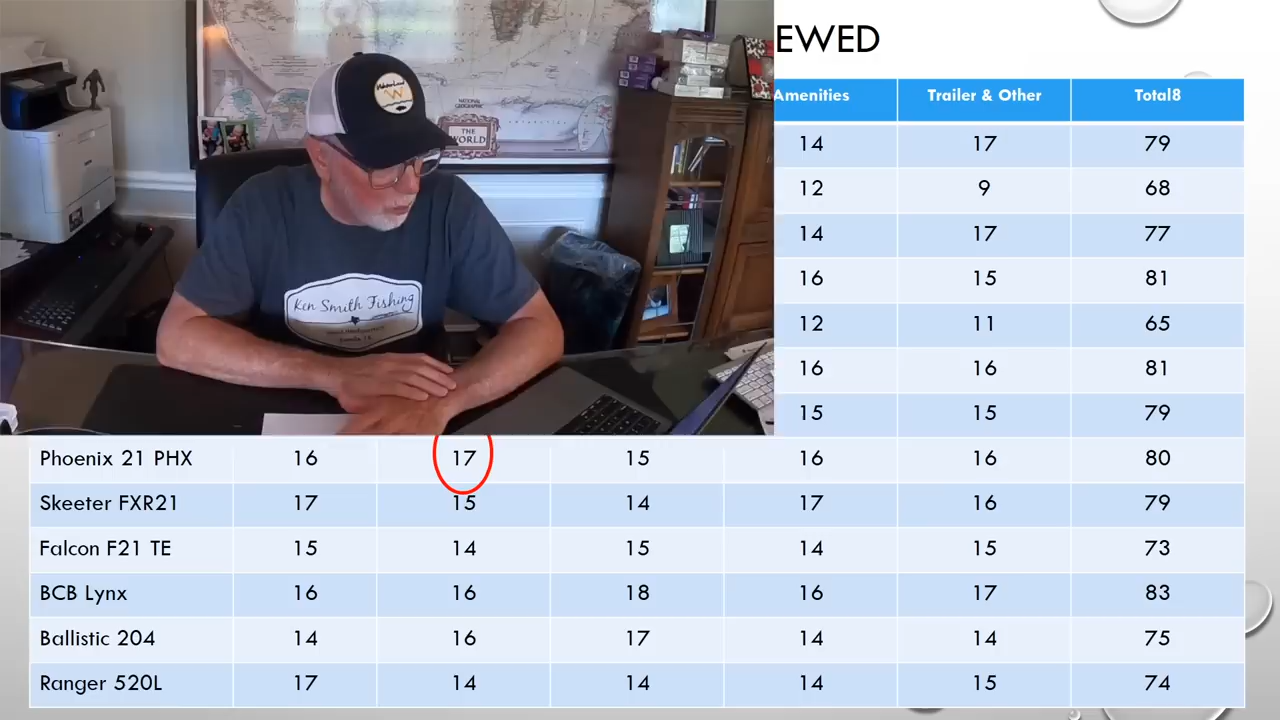 EWED
Amenities Trailer & Other Total8
14 17 79
12 9 68
14 17 77
16 15 81
12 11 65
16 16 81
15 15 79
Phoenix 21 PHX 16 17 15 16 16 80
Skeeter FXR21 17 15 14 17 16 79
Falcon F21 TE 15 14 15 14 15 73
BCB Lynx 16 16 18 16 17 83
Ballistic 204 14 16 17 14 14 75
Ranger 520L 17 14 14 14 15 74
NATIONAL
GEOGRAPHIC
THE
WORLD
W
Ken Smith Fishing